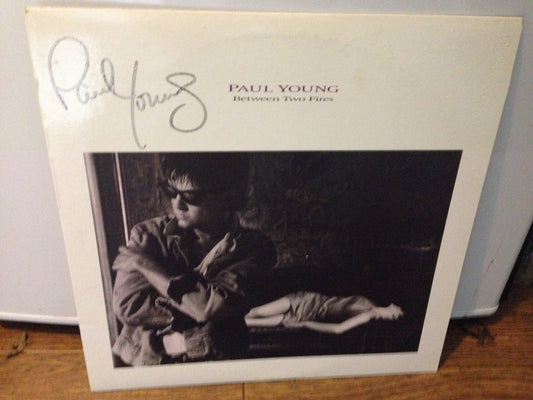 Paul Young
PAUL YOUNG
Between Two Fires